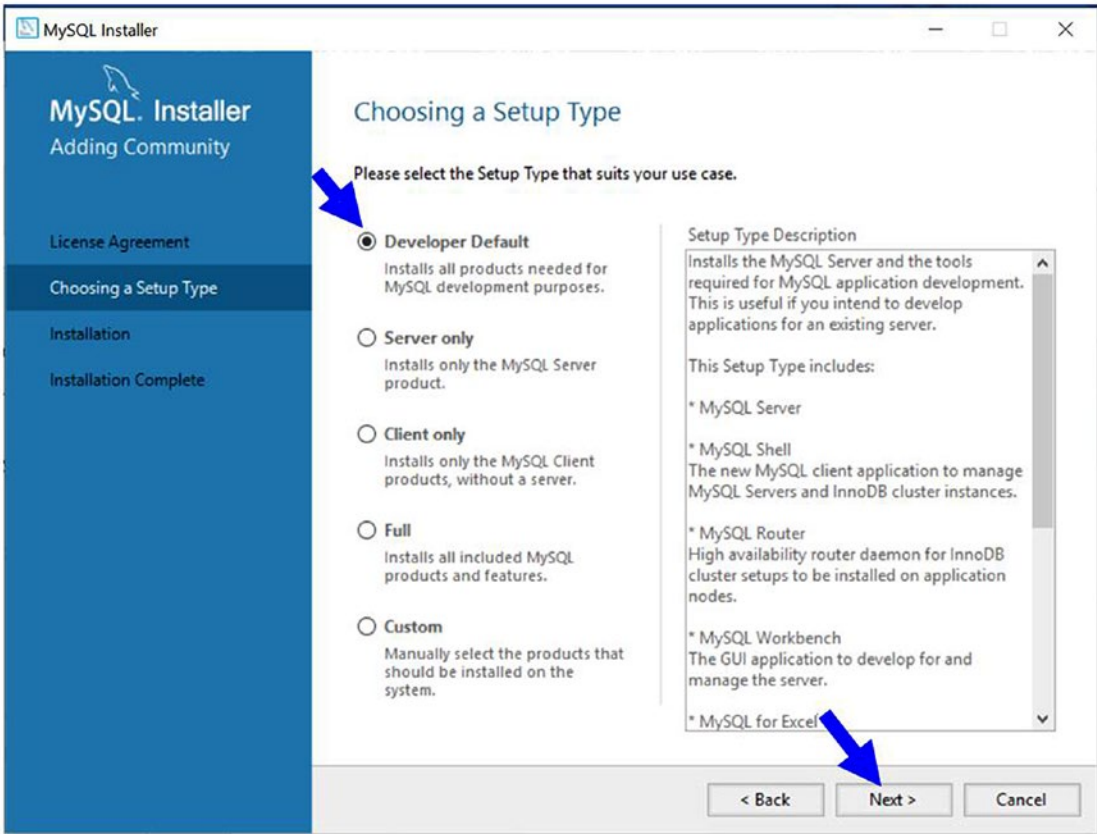 MySQL Installer
MySQL. Installer
Adding Community
License Agreement
Choosing a Setup Type
Installation
Installation Complete
Choosing a Setup Type
Please select the Setup Type that suits your use case.
Developer Default
Installs all products needed for
MySQL development purposes.
Server only
Installs only the MySQL Server
product.
Client only
Installs only the MySQL Client
products, without a server.
Full
Installs all included MySQL
products and features.
Custom
Manually select the products that
should be installed on the
system.
Setup Type Description
Installs the MySQL Server and the tools
required for MySQL application development.
This is useful if you intend to develop
applications for an existing server.
This Setup Type includes:
* MySQL Server
* MySQL Shell
The new MySQL client application to manage
MySQL Servers and InnoDB cluster instances.
* MySQL Router
High availability router daemon for InnoDB
cluster setups to be installed on application
nodes.
* MySQL Workbench
The GUI application to develop for and
manage the server.
* MySQL for Excel
< Back
Next >
Cancel